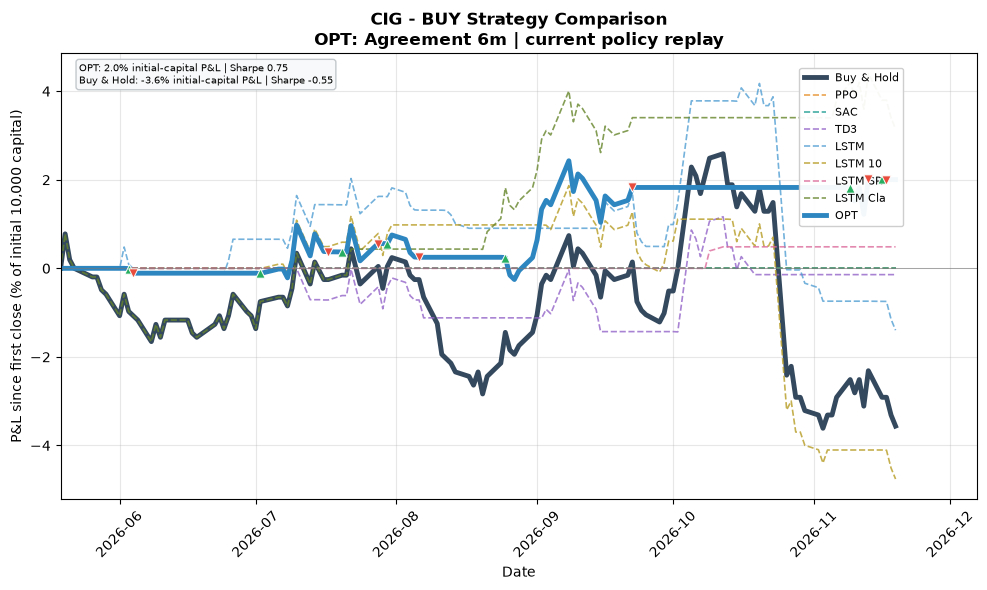 CIG - BUY Strategy Comparison
OPT: Agreement 6m | current policy replay
OPT: 2.0% initial-capital P&L | Sharpe 0.75
Buy & Hold: -3.6% initial-capital P&L | Sharpe -0.55
Buy & Hold
PPO
SAC
TD3
LSTM
LSTM 10
LSTM
LSTM Cla
OPT
P&L since first close (% of initial 10,000 capital)
4
2
0
−2
−4
2026-06
2026-07
2026-08
2026-09
2026-10
2026-11
2026-12
Date